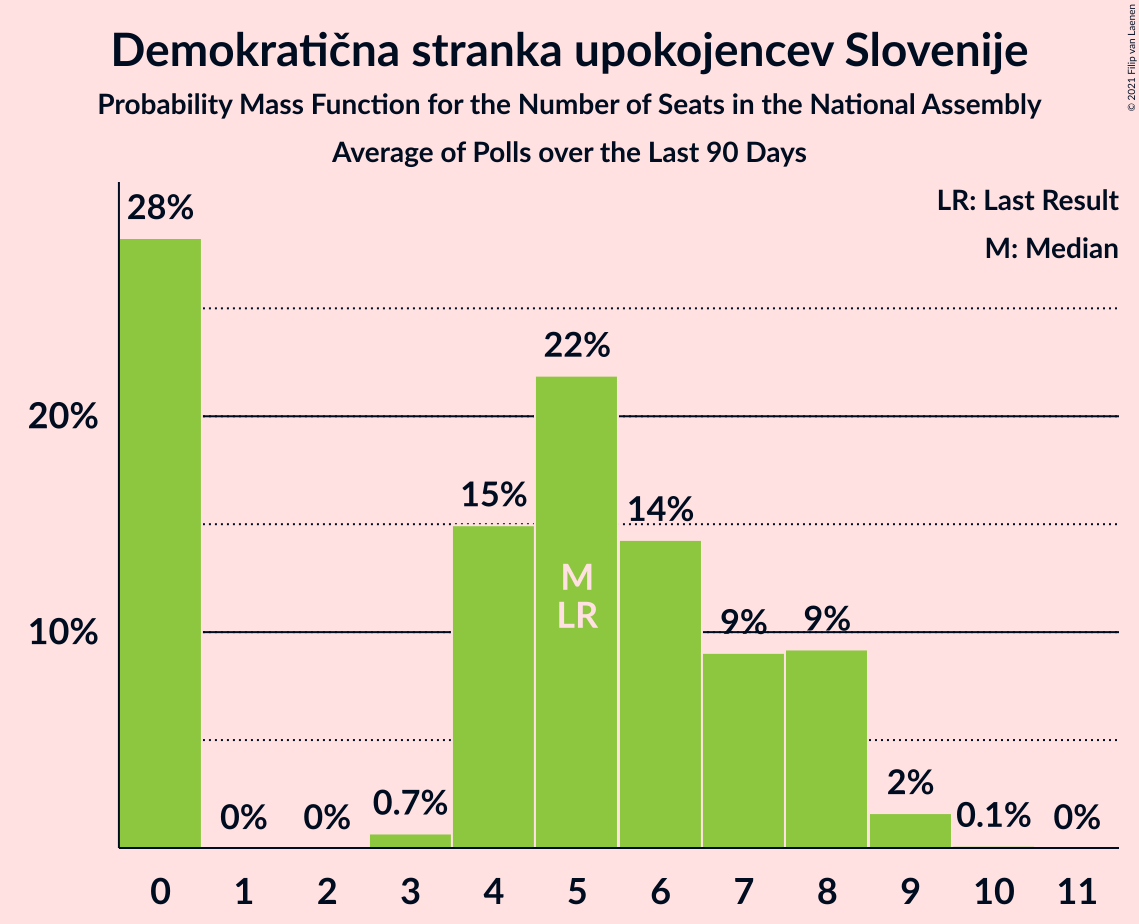 Demokratična stranka upokojencev Slovenije
Probability Mass Function for the Number of Seats in the National Assembly
Average of Polls over the Last 90 Days
© 2021 Filip van Laenen
LR: Last Result
M: Median
28%
22%
20%
15%
14%
M
LR
10%
9%
9%
0%
0%
0.7%
2%
0.1%
0%
0 1 2 3 4 5 6 7 8 9 10 11